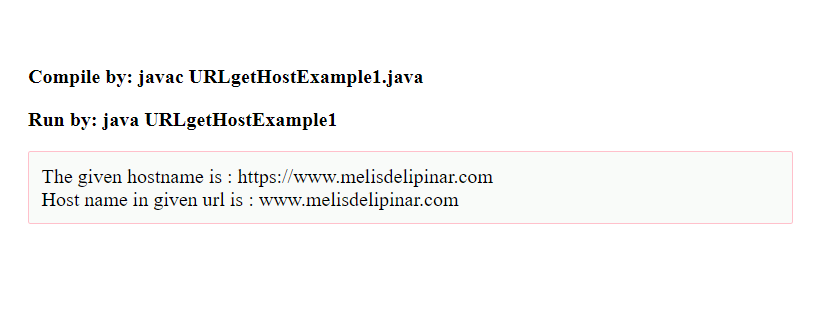 Compile by: javac URLgetHostExample1.java
Run by: java URLgetHostExample1
The given hostname is : https://www.melisdelipinar.com
Host name in given url is : www.melisdelipinar.com